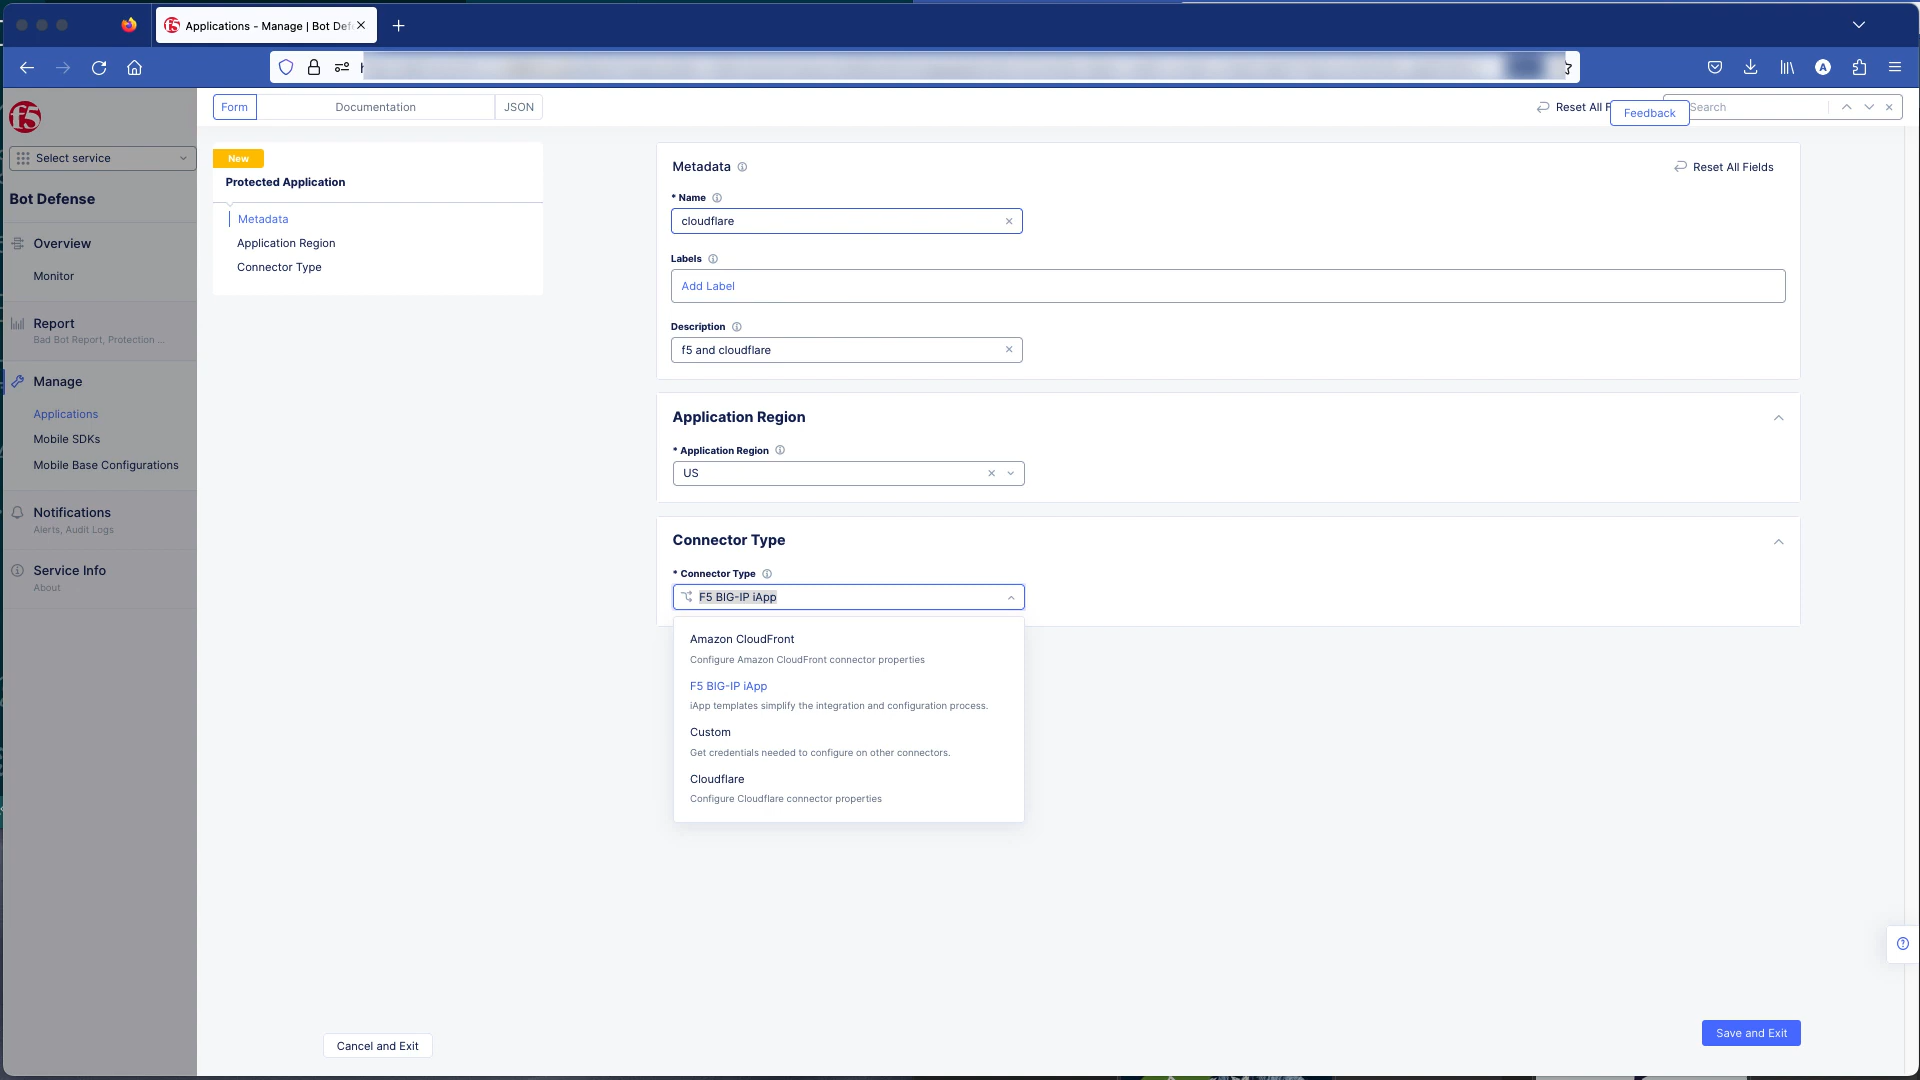 Applications - Manage | Bot Def
Form
Documentation
JSON
Reset All F
Feedback
Search
f5
Select service
Bot Defense
Overview
Monitor
Report
Bad Bot Report, Protection ...
Manage
Applications
Mobile SDKs
Mobile Base Configurations
Notifications
Alerts, Audit Logs
Service Info
About
New
Protected Application
Metadata
Application Region
Connector Type
Metadata
Reset All Fields
* Name
cloudflare
Labels
Add Label
Description
f5 and cloudflare
Application Region
* Application Region
US
Connector Type
* Connector Type
F5 BIG-IP iApp
Amazon CloudFront
Configure Amazon CloudFront connector properties
F5 BIG-IP iApp
iApp templates simplify the integration and configuration process.
Custom
Get credentials needed to configure on other connectors.
Cloudflare
Configure Cloudflare connector properties
Cancel and Exit
Save and Exit